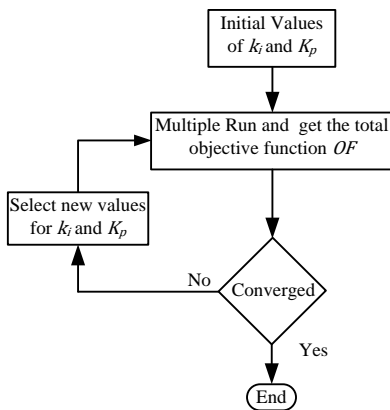 Initial Values
of ki and Kp
Multiple Run and get the total
objective function OF
Select new values
for ki and Kp
No
Converged
Yes
End